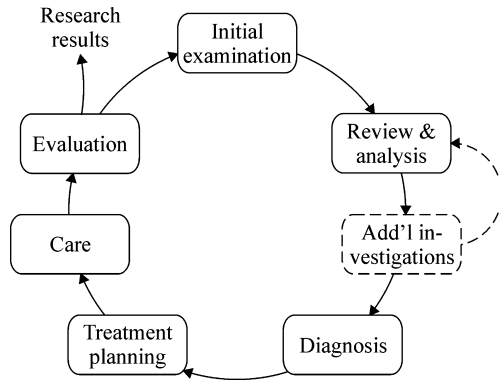 Research
results
Initial
examination
Review &
analysis
Add'l in-
vestigations
Diagnosis
Treatment
planning
Care
Evaluation